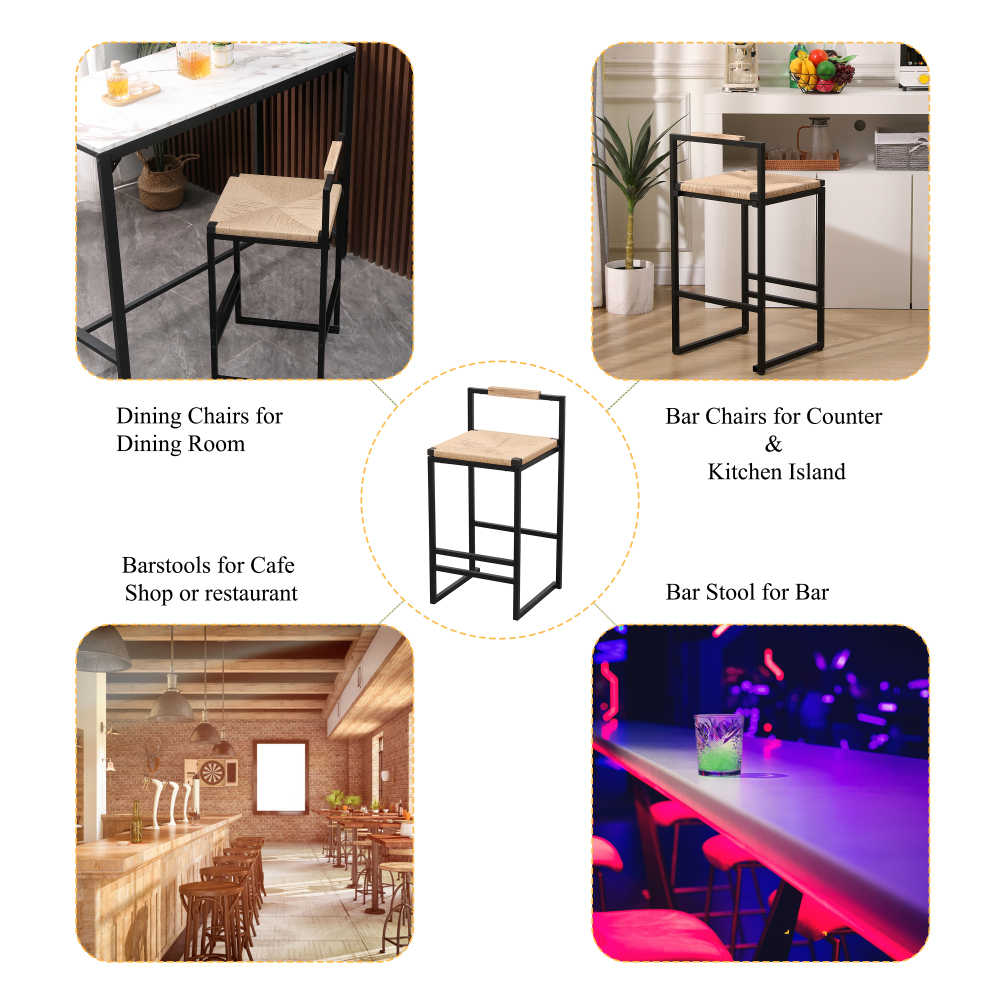 Dining Chairs for
Dining Room
Bar Chairs for Counter
&
Kitchen Island
Barstools for Cafe
Shop or restaurant
Bar Stool for Bar